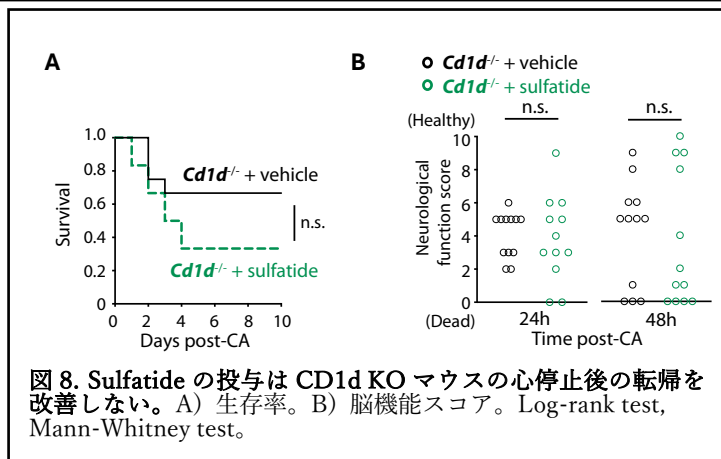 A
B
Cd1d-/- + vehicle
Cd1d-/- + sulfatide
(Healthy)
n.s.
n.s.
1.0
0.8
0.6
0.4
0.2
0
Survival
Cd1d-/- + vehicle
n.s.
Cd1d-/- + sulfatide
0 2 4 6 8 10
Days post-CA
10
8
6
4
2
0
Neurological
function score
(Dead)
24h
48h
Time post-CA
図 8. Sulfatide の投与は CD1d KO マウスの心停止後の転帰を
改善しない。A）生存率。B）脳機能スコア。Log-rank test,
Mann-Whitney test。